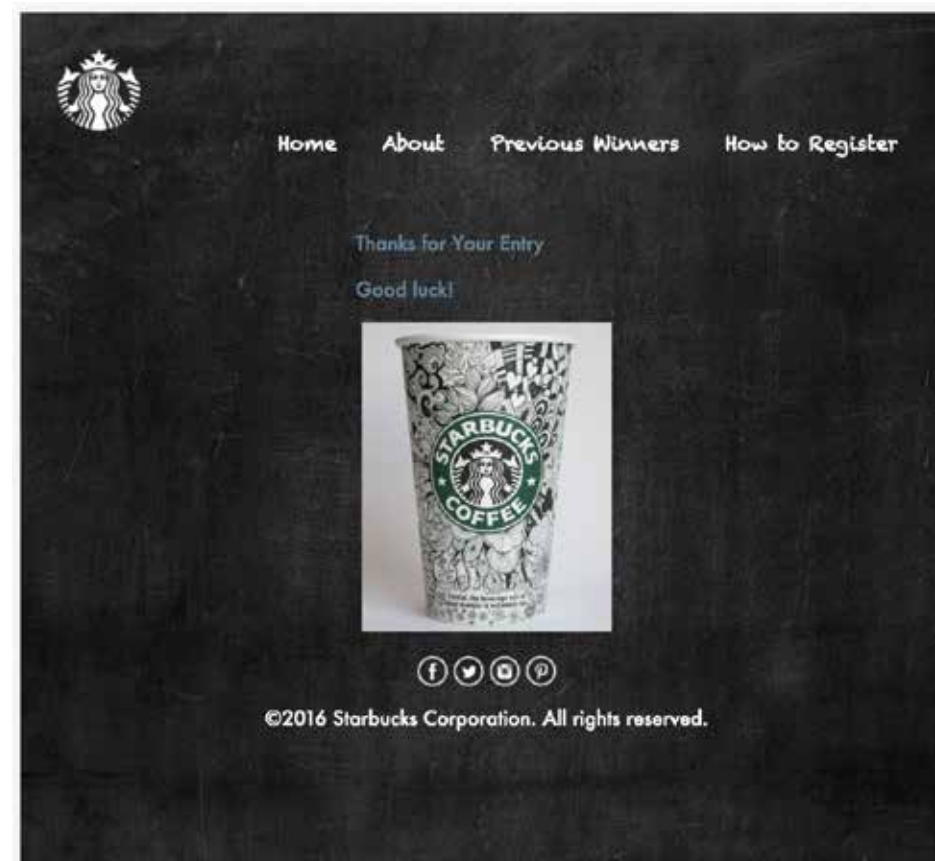 Home About Previous Winners How to Register
Thanks for Your Entry
Good luck!
STARBUCKS
COFFEE
©2016 Starbucks Corporation. All rights reserved.